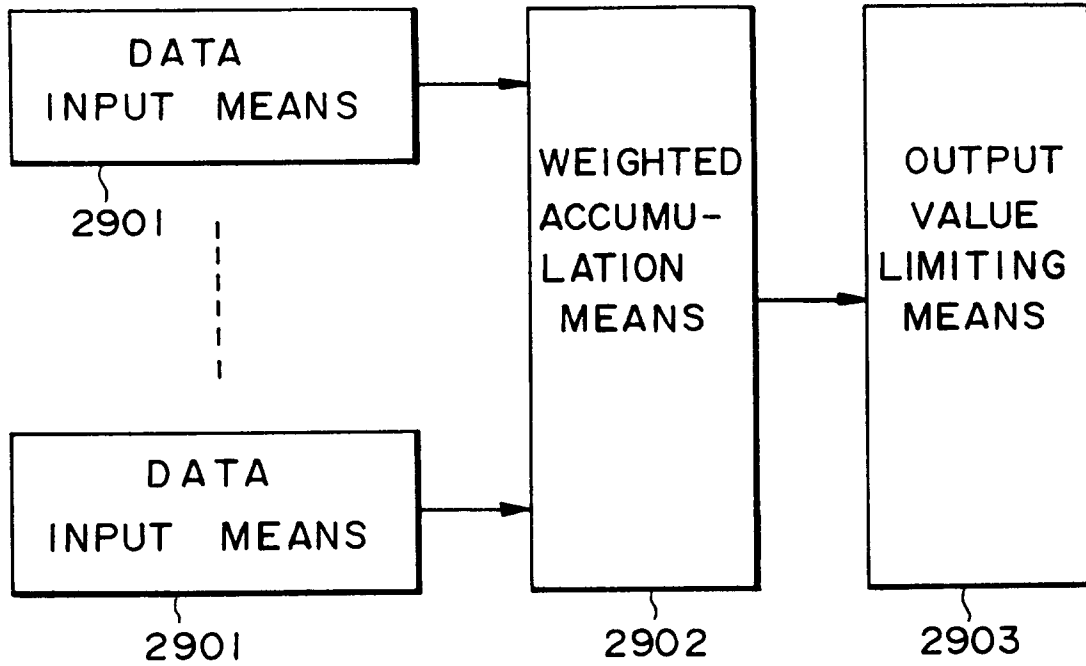 DATA
INPUT MEANS
2901
DATA
INPUT MEANS
2901
WEIGHTED
ACCUMU-
LATION
MEANS
2902
OUTPUT
VALUE
LIMITING
MEANS
2903